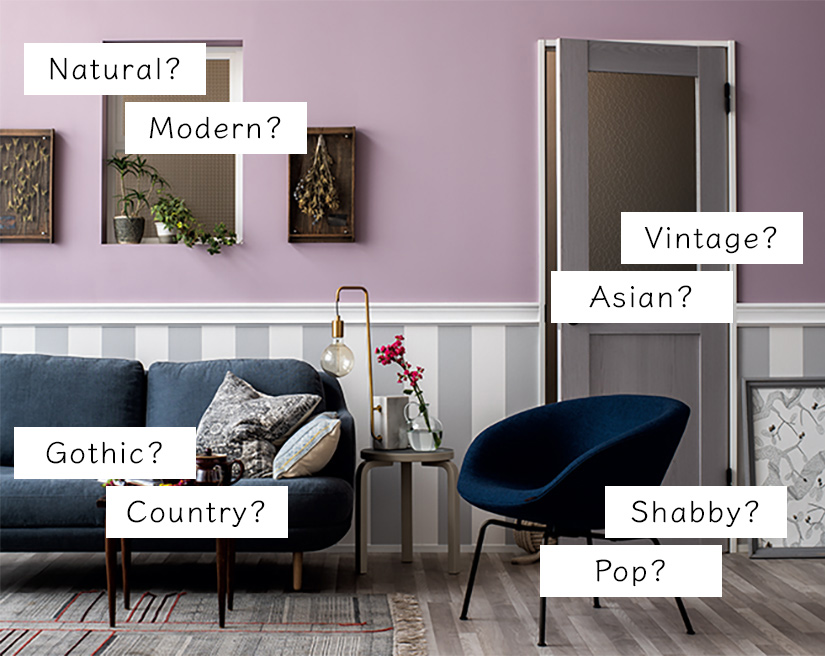 Natural?
Modern?
Vintage?
Asian?
Gothic?
Country?
Shabby?
Pop?